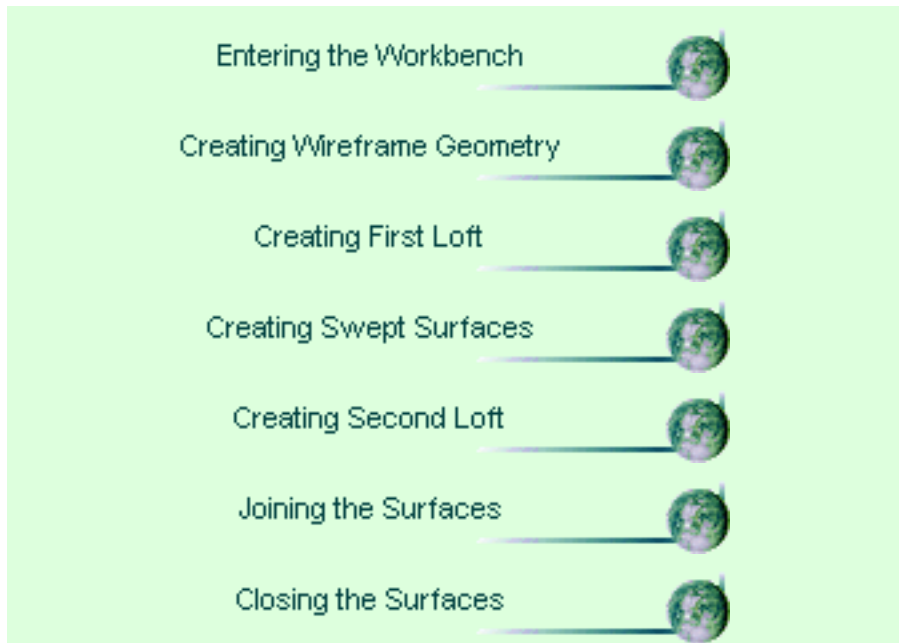 Entering the Workbench
Creating Wireframe Geometry
Creating First Loft
Creating Swept Surfaces
Creating Second Loft
Joining the Surfaces
Closing the Surfaces